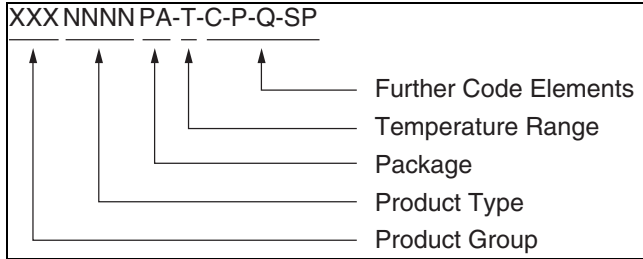 XXX NNNN PA-T-C-P-Q-SP
Further Code Elements
Temperature Range
Package
Product Type
Product Group